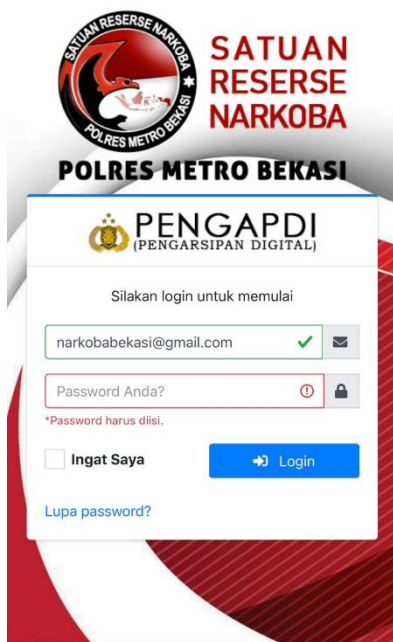 SATUAN RESERSE NARKOBA
POLRES METRO BEKASI
SATUAN
RESERSE
NARKOBA
POLRES METRO BEKASI
PENGAPDI
(PENGARSIPAN DIGITAL)
Silakan login untuk memulai
narkobabekasi@gmail.com
Password Anda?
*Password harus diisi.
Ingat Saya
Login
Lupa password?